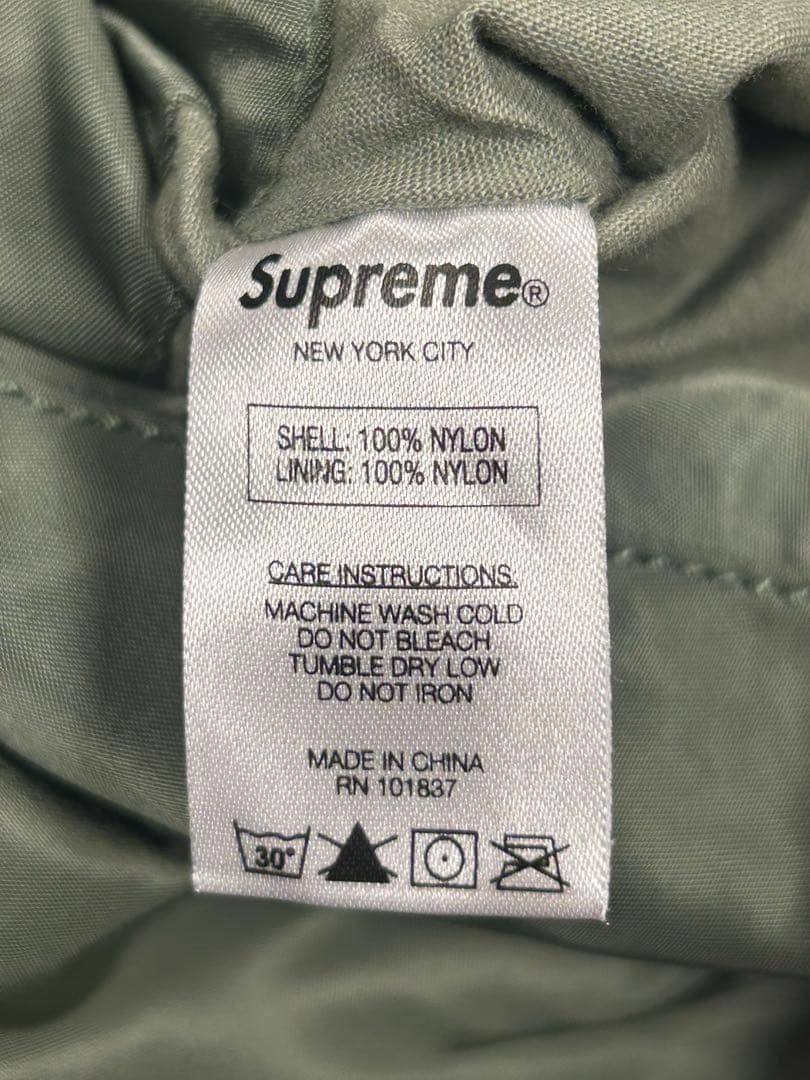 Supreme®
NEW YORK CITY
SHELL: 100% NYLON
LINING: 100% NYLON
CARE INSTRUCTIONS.
MACHINE WASH COLD
DO NOT BLEACH
TUMBLE DRY LOW
DO NOT IRON
MADE IN CHINA
RN 101837
30°